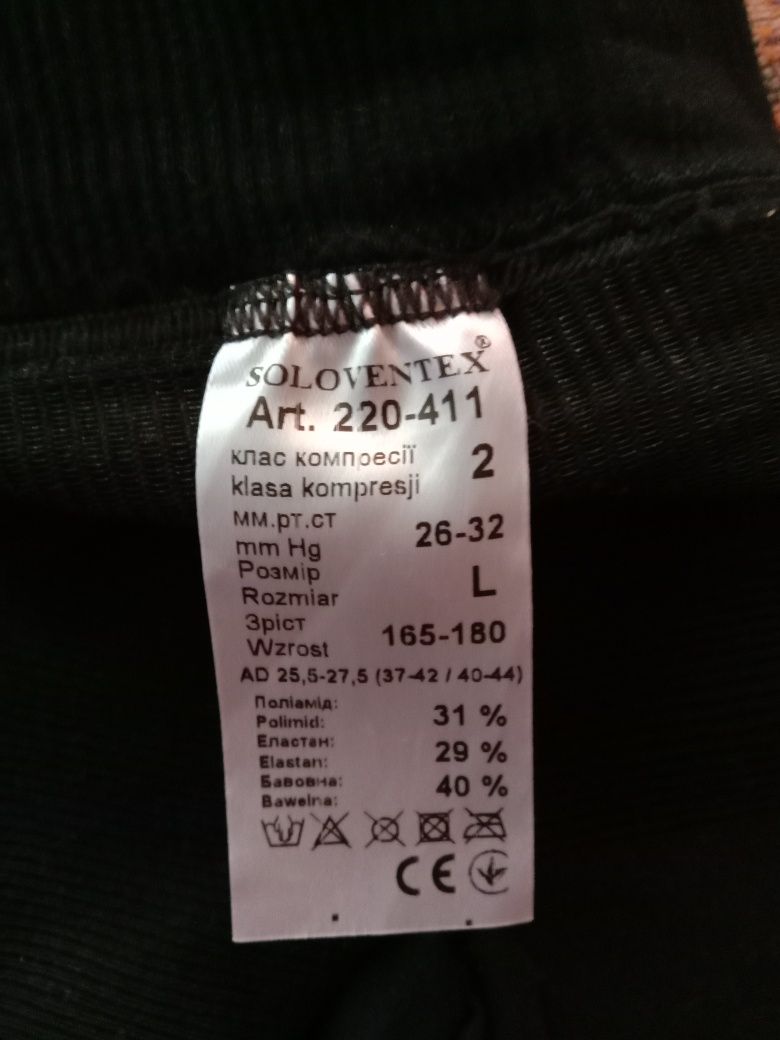 SOLOVENTEX®
Art. 220-411
клас компресії
klasa kompresji 2
мм.рт.ст
mm Hg 26-32
Розмір
Rozmiar L
Зріст
Wzrost 165-180
AD 25,5-27,5 (37-42 / 40-44)
Поліамід:
Polimid: 31 %
Еластан:
Elastan: 29 %
Бавовна:
Bawelna: 40 %
CE